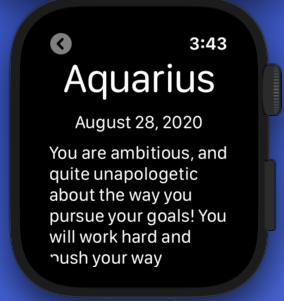 3:43
Aquarius
August 28, 2020
You are ambitious, and
quite unapologetic
about the way you
pursue your goals! You
will work hard and
push your way